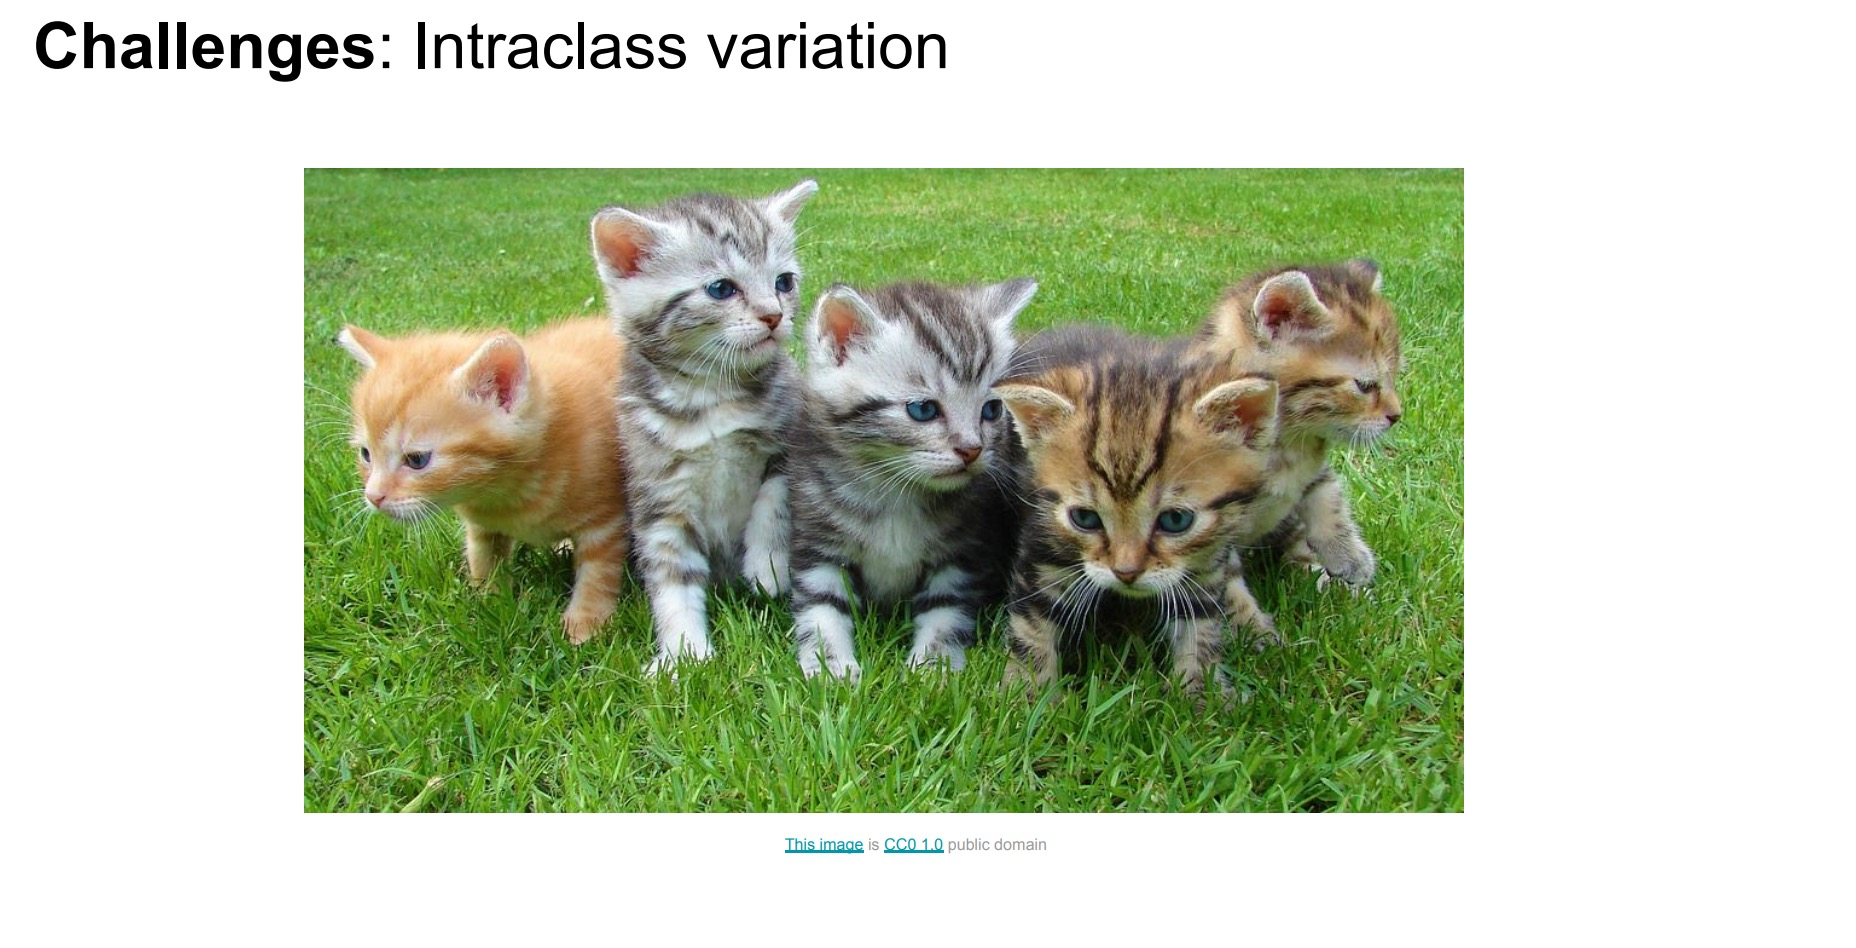 Challenges: Intraclass variation
This image is CC0 1.0 public domain